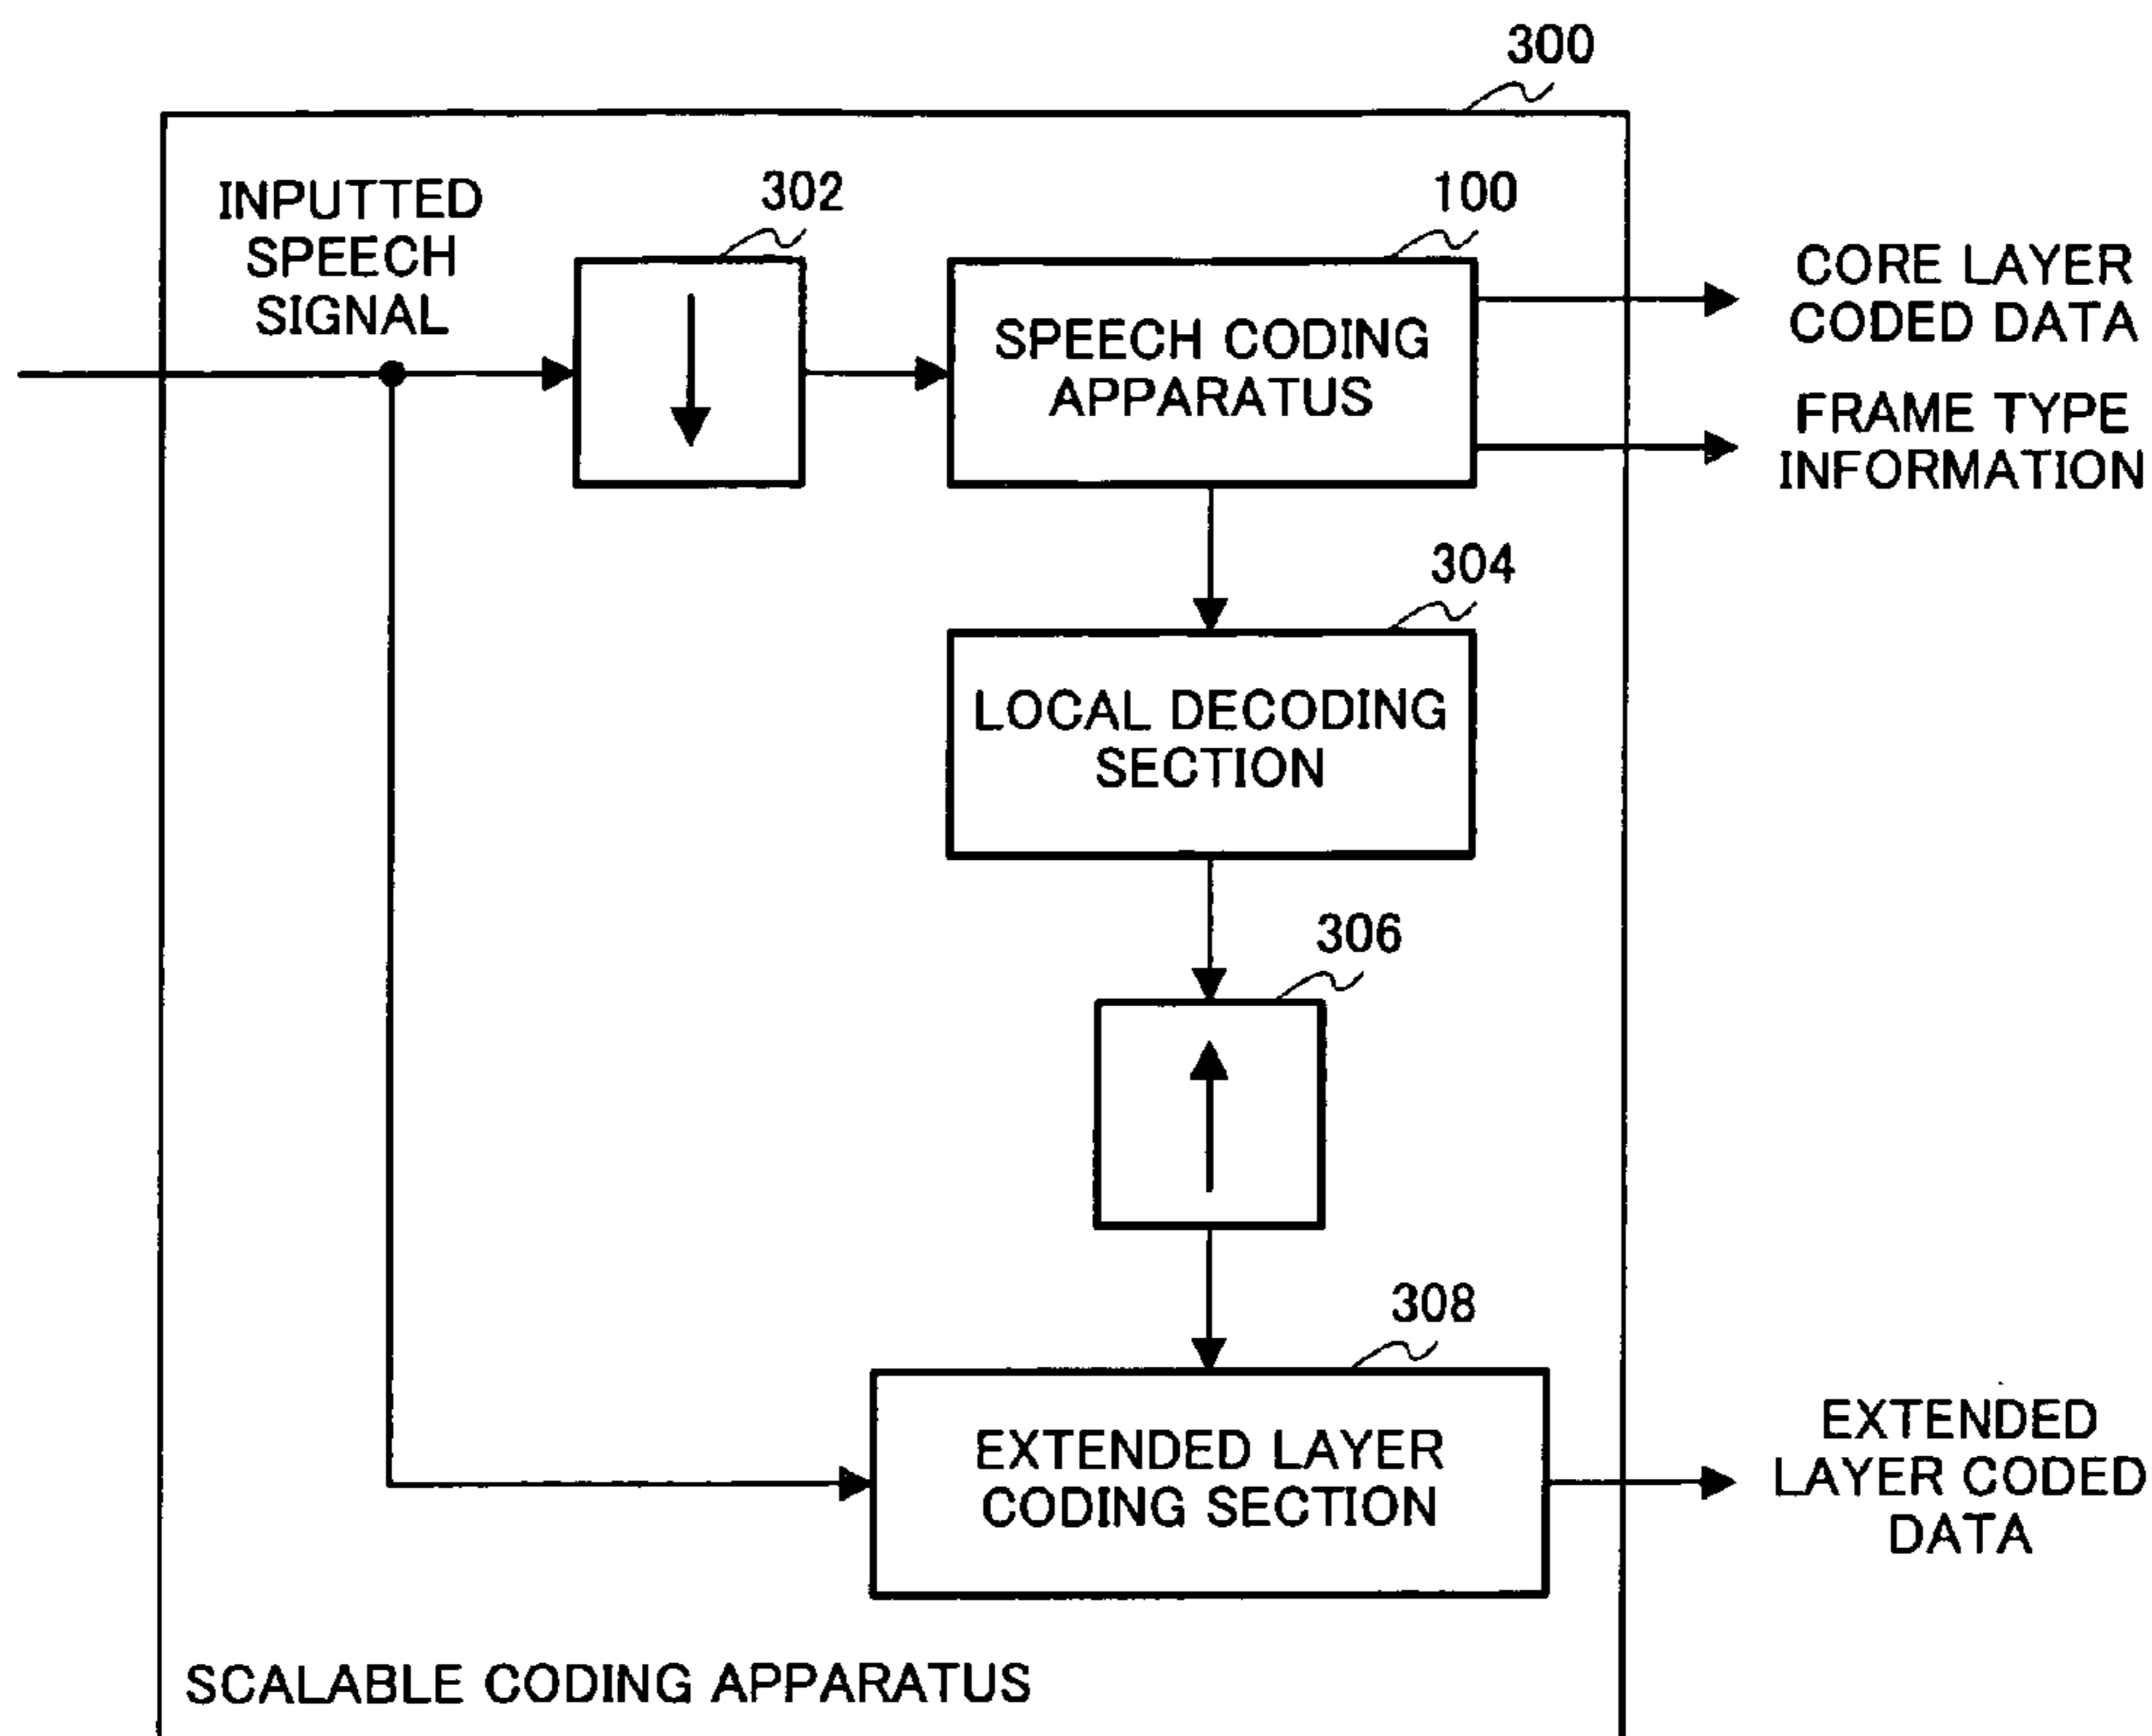 300
INPUTTED
SPEECH
SIGNAL
302
100
SPEECH CODING
APPARATUS
CORE LAYER
CODED DATA
FRAME TYPE
INFORMATION
304
LOCAL DECODING
SECTION
306
308
EXTENDED LAYER
CODING SECTION
EXTENDED
LAYER CODED
DATA
SCALABLE CODING APPARATUS